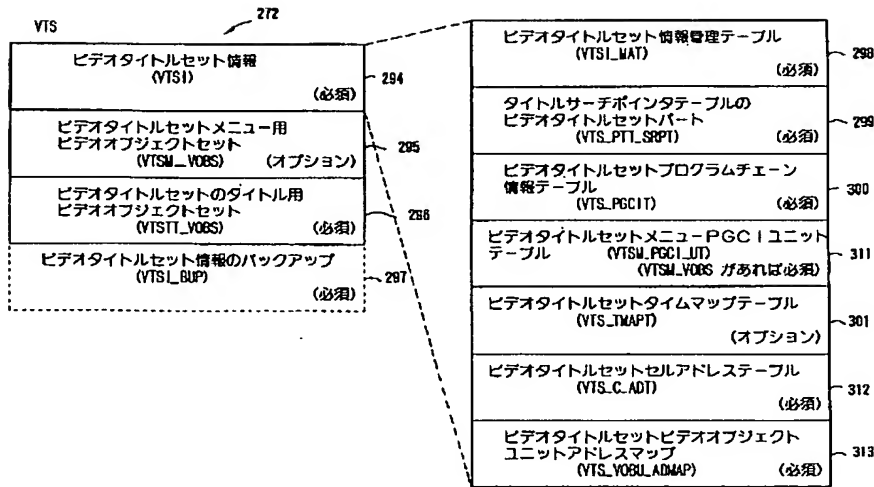 272
VTS
ビデオタイトルセット情報
(VTSI)
(必須)
294
ビデオタイトルセットメニュー用
ビデオオブジェクトセット
(VTSM_VOBS) (オプション)
295
ビデオタイトルセットのタイトル用
ビデオオブジェクトセット
(VTSTT_VOBS) (必須)
296
ビデオタイトルセット情報のバックアップ
(VTSI_BUP)
(必須)
297
ビデオタイトルセット情報管理テーブル
(VTSI_MAT)
(必須)
298
タイトルサーチポインタテーブルの
ビデオタイトルセットパート
(VTS_PTT_SRPT) (必須)
299
ビデオタイトルセットプログラムチェーン
情報テーブル
(VTS_PGCIT) (必須)
300
ビデオタイトルセットメニューPGCIユニット
テーブル (VTSM_PGCI_UT)
(VTSM_VOBS があれば必須)
311
ビデオタイトルセットタイムマップテーブル
(VTS_TMAPT)
(オプション)
301
ビデオタイトルセットセルアドレステーブル
(VTS_C_ADT)
(必須)
312
ビデオタイトルセットビデオオブジェクト
ユニットアドレスマップ
(VTS_VOBU_ADMAP) (必須)
313